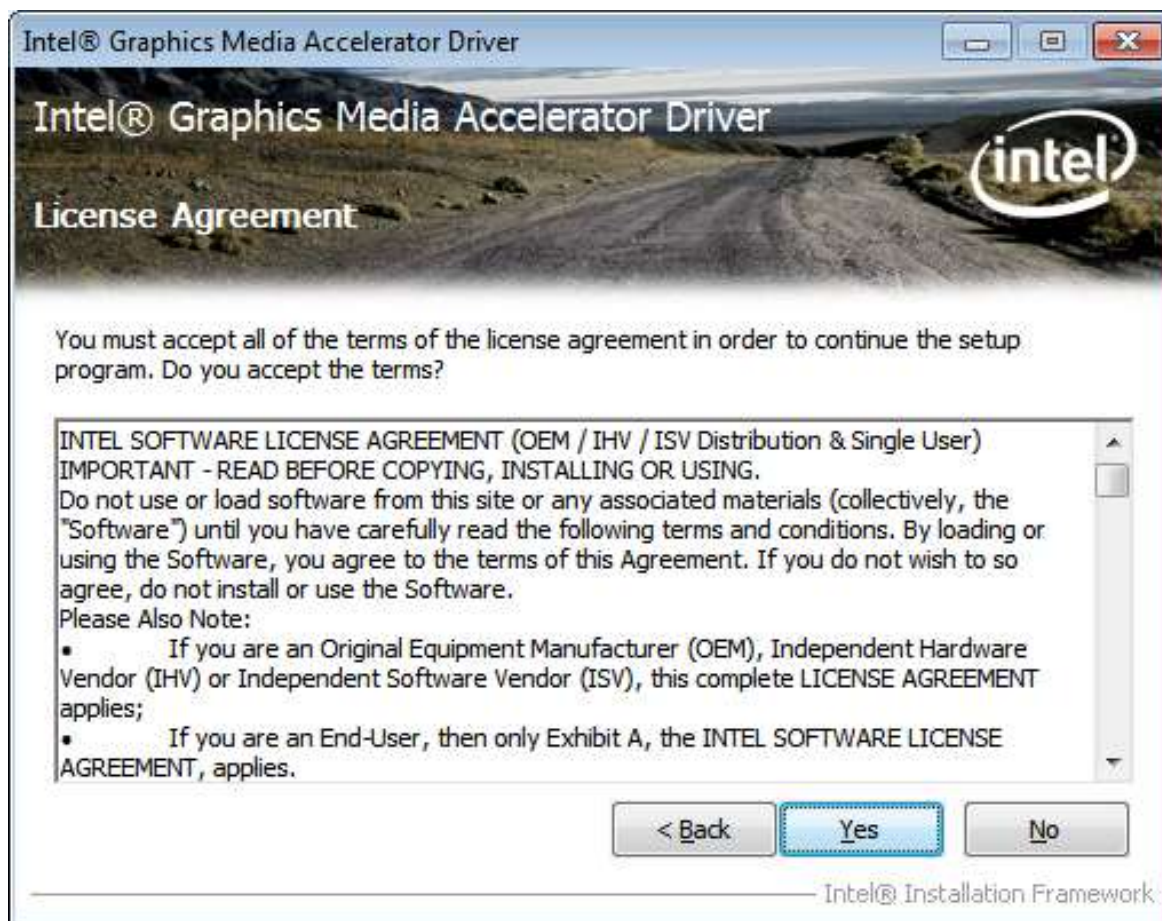 Intel® Graphics Media Accelerator Driver
Intel® Graphics Media Accelerator Driver
intel
License Agreement
You must accept all of the terms of the license agreement in order to continue the setup
program. Do you accept the terms?
INTEL SOFTWARE LICENSE AGREEMENT (OEM / IHV / ISV Distribution & Single User)
IMPORTANT - READ BEFORE COPYING, INSTALLING OR USING.
Do not use or load software from this site or any associated materials (collectively, the
"Software") until you have carefully read the following terms and conditions. By loading or
using the Software, you agree to the terms of this Agreement. If you do not wish to so
agree, do not install or use the Software.
Please Also Note:
• If you are an Original Equipment Manufacturer (OEM), Independent Hardware
Vendor (IHV) or Independent Software Vendor (ISV), this complete LICENSE AGREEMENT
applies;
• If you are an End-User, then only Exhibit A, the INTEL SOFTWARE LICENSE
AGREEMENT, applies.
< Back Yes No
Intel® Installation Framework